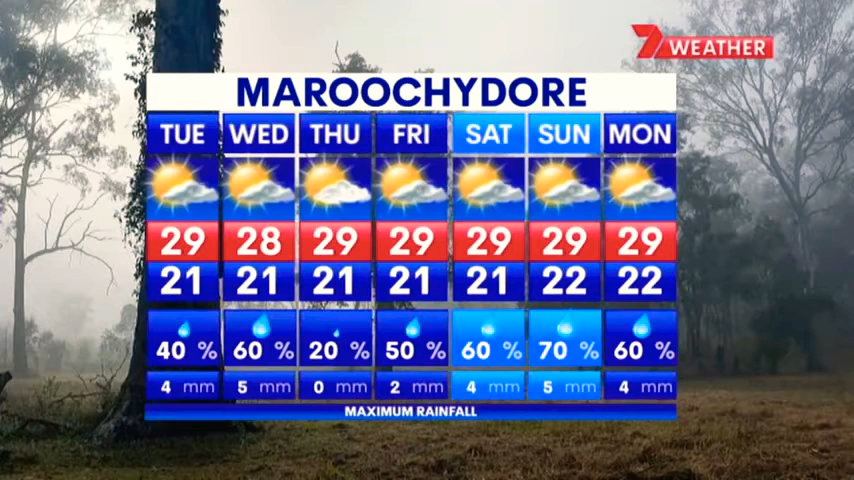 7 WEATHER
MAROOCHYDORE
TUE WED THU FRI SAT SUN MON
29 28 29 29 29 29 29
21 21 21 21 21 22 22
40 % 60 % 20 % 50 % 60 % 70 % 60 %
4 mm 5 mm 0 mm 2 mm 4 mm 5 mm 4 mm
MAXIMUM RAINFALL